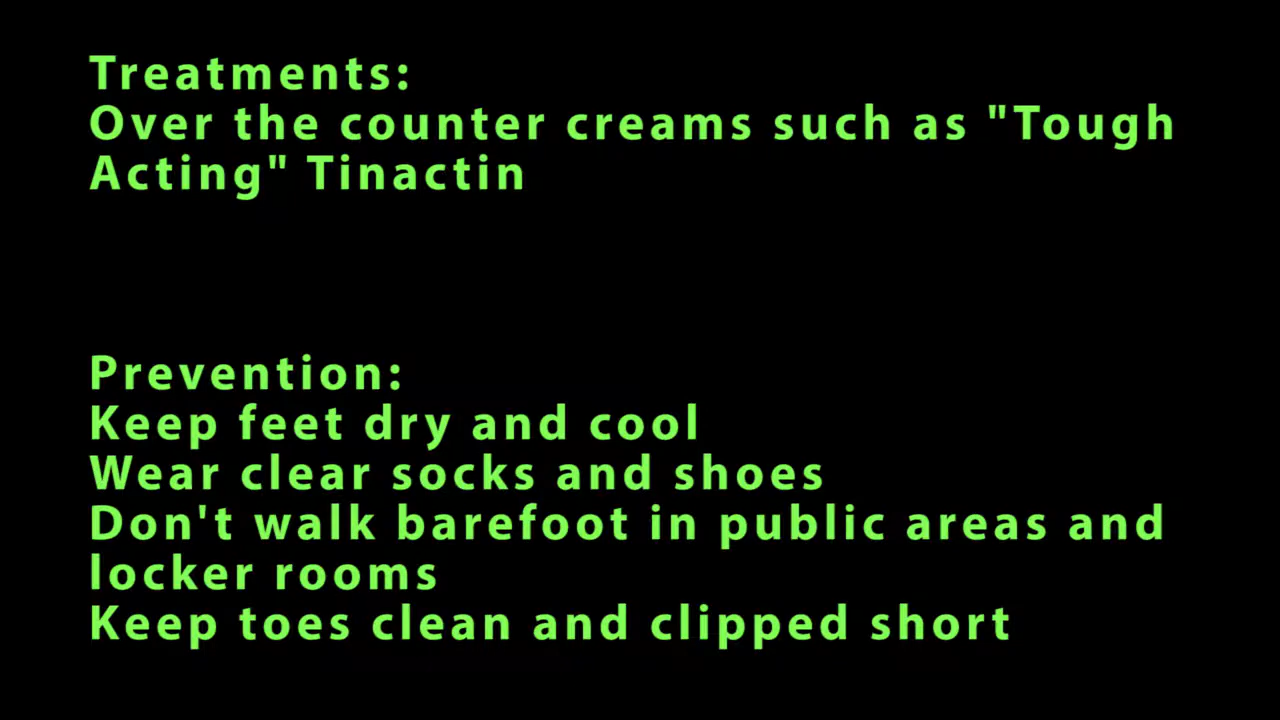 Treatments:
Over the counter creams such as "Tough
Acting" Tinactin
Prevention:
Keep feet dry and cool
Wear clear socks and shoes
Don't walk barefoot in public areas and
locker rooms
Keep toes clean and clipped short